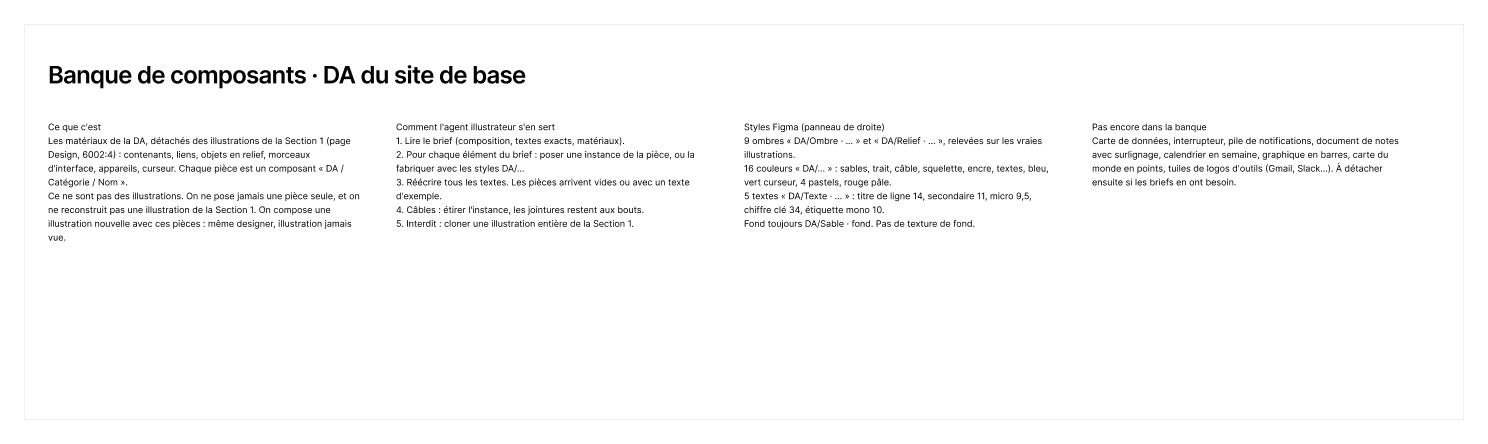 Banque de composants · DA du site de base
Ce que c'est
Les matériaux de la DA, détachés des illustrations de la Section 1 (page
Design, 6002:4) : contenants, liens, objets en relief, morceaux
d'interface, appareils, curseur. Chaque pièce est un composant « DA /
Catégorie / Nom ».
Ce ne sont pas des illustrations. On ne pose jamais une pièce seule, et on
ne reconstruit pas une illustration de la Section 1. On compose une
illustration nouvelle avec ces pièces : même designer, illustration jamais
vue.
Comment l'agent illustrateur s'en sert
1. Lire le brief (composition, textes exacts, matériaux).
2. Pour chaque élément du brief : poser une instance de la pièce, ou la
fabriquer avec les styles DA/...
3. Réécrire tous les textes. Les pièces arrivent vides ou avec un texte
d'exemple.
4. Câbles : étirer l'instance, les jointures restent aux bouts.
5. Interdit : cloner une illustration entière de la Section 1.
Styles Figma (panneau de droite)
9 ombres « DA/Ombre · ... » et « DA/Relief · ... », relevées sur les vraies
illustrations.
16 couleurs « DA/... » : sables, trait, câble, squelette, encre, textes, bleu,
vert curseur, 4 pastels, rouge pâle.
5 textes « DA/Texte · ... » : titre de ligne 14, secondaire 11, micro 9,5,
chiffre clé 34, étiquette mono 10.
Fond toujours DA/Sable · fond. Pas de texture de fond.
Pas encore dans la banque
Carte de données, interrupteur, pile de notifications, document de notes
avec surlignage, calendrier en semaine, graphique en barres, carte du
monde en points, tuiles de logos d'outils (Gmail, Slack...). À détacher
ensuite si les briefs en ont besoin.